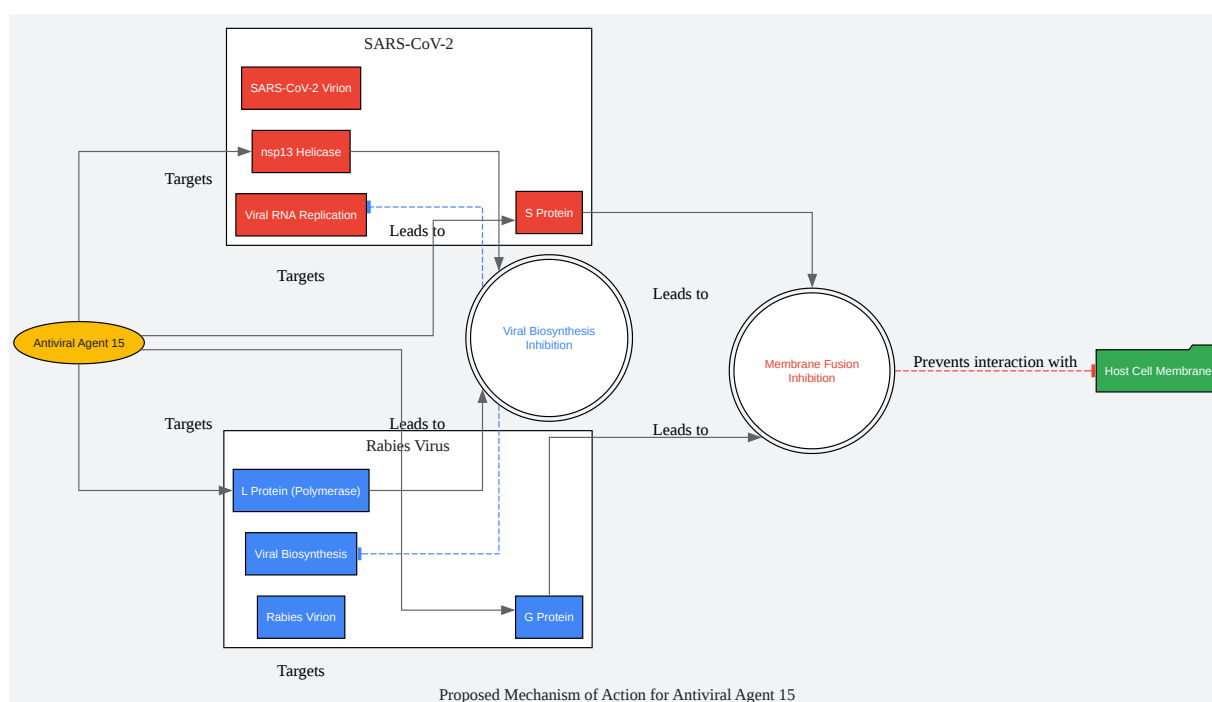 SARS-CoV-2
SARS-CoV-2 Virion
nsp13 Helicase
Targets
Viral RNA Replication
S Protein
Leads to
Targets
Leads to
Viral Biosynthesis
Inhibition
Antiviral Agent 15
Membrane Fusion
Inhibition
Prevents interaction with
Host Cell Membrane
Targets
Leads to
Leads to
Rabies Virus
L Protein (Polymerase)
Viral Biosynthesis
Rabies Virion
G Protein
Targets
Proposed Mechanism of Action for Antiviral Agent 15